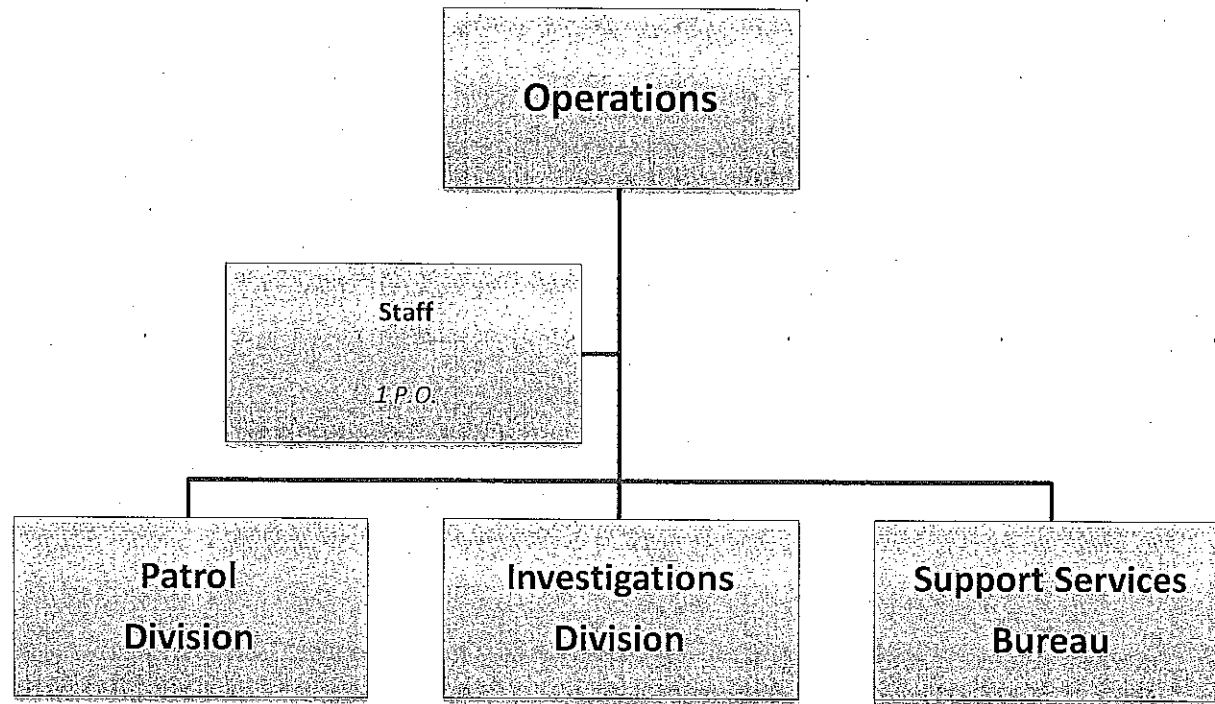 Operations
Staff
1 P.O.
Patrol
Division
Investigations
Division
Support Services
Bureau